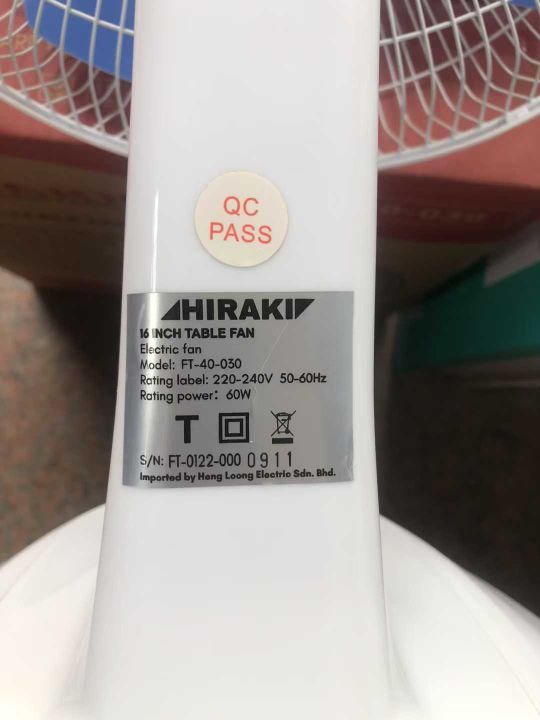 QC
PASS
HIRAKI
16 INCH TABLE FAN
Electric fan
Model: FT-40-030
Rating label: 220-240V 50-60Hz
Rating power: 60W
T
S/N: FT-0122-000 0911
Imported by Heng Loong Electric Sdn. Bhd.